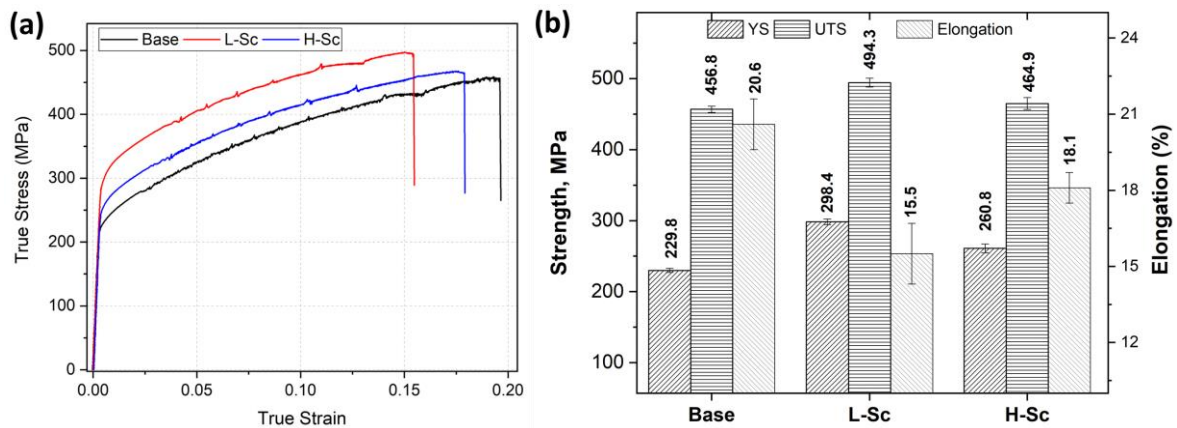 (a)
Base L-Sc H-Sc
500
400
300
200
100
0
True Stress (MPa)
0.00 0.05 0.10 0.15 0.20
True Strain
(b)
YS UTS Elongation
500
400
300
200
100
Strength, MPa
229.8
456.8
20.6
298.4
494.3
15.5
260.8
464.9
18.1
24
21
18
15
12
Elongation (%)
Base L-Sc H-Sc